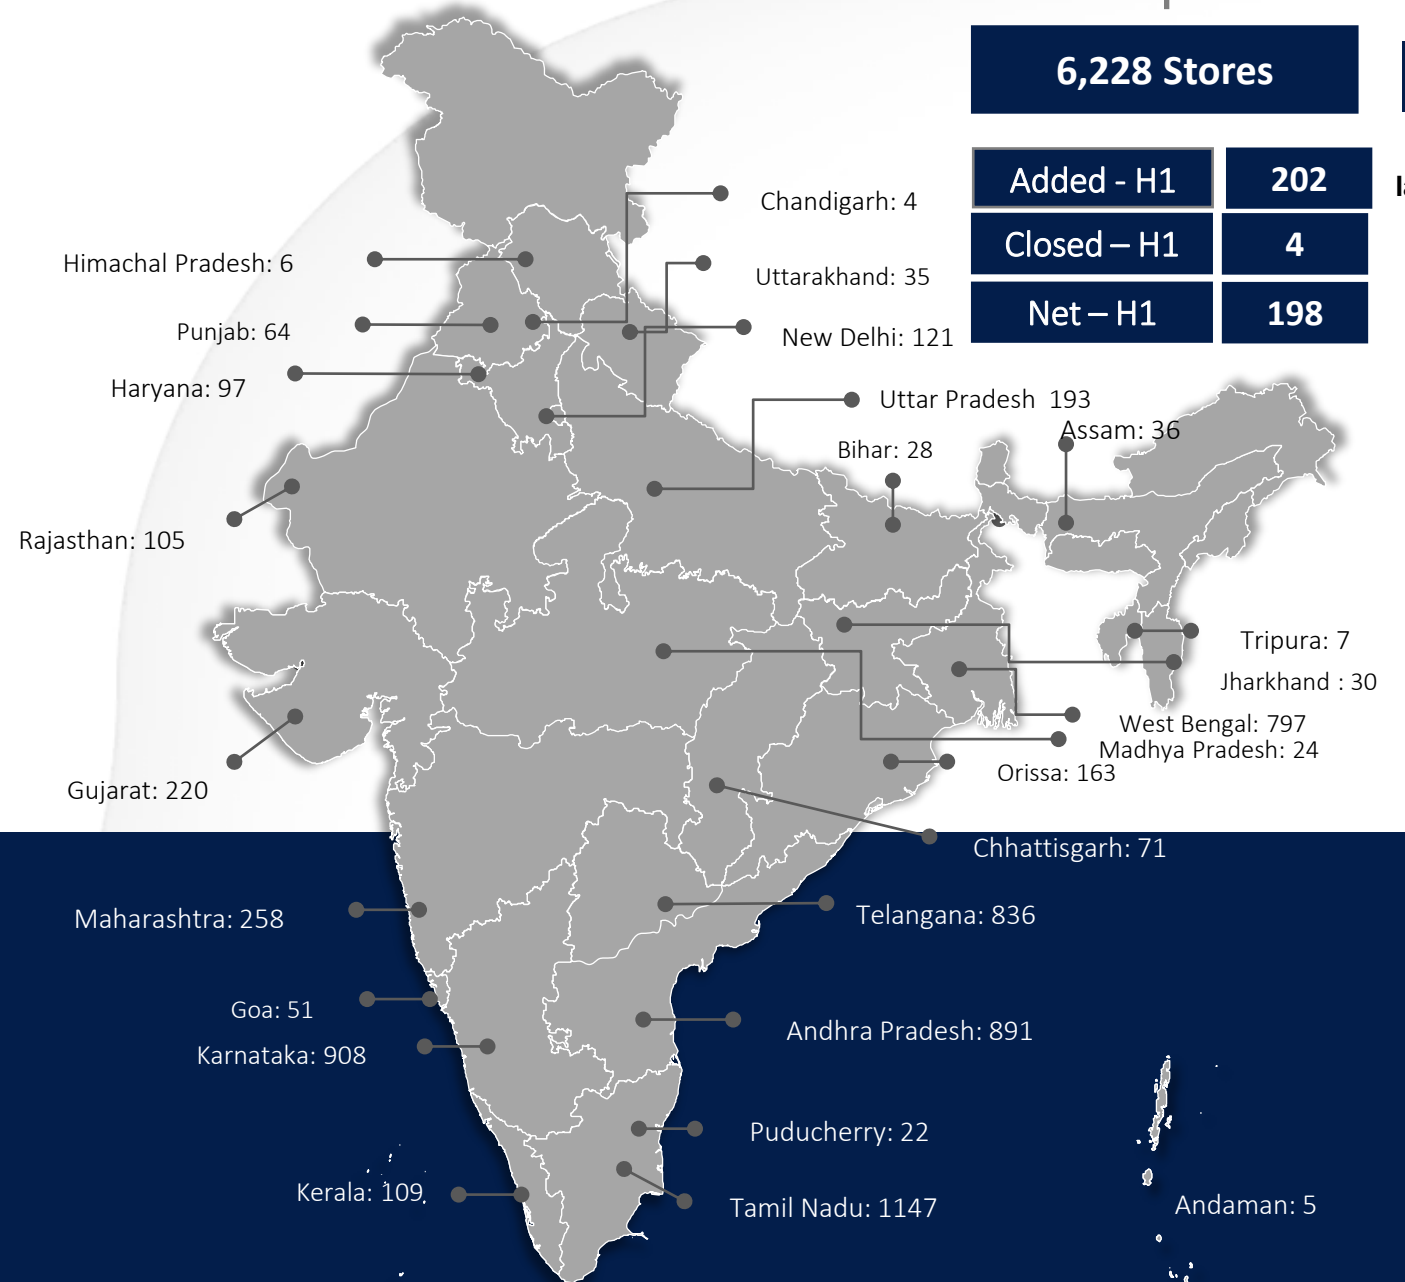 6,228 Stores
Added - H1 202
Closed – H1 4
Net – H1 198
Chandigarh: 4
Himachal Pradesh: 6
Uttarakhand: 35
Punjab: 64
New Delhi: 121
Haryana: 97
Uttar Pradesh 193
Assam: 36
Bihar: 28
Rajasthan: 105
Tripura: 7
Jharkhand : 30
West Bengal: 797
Madhya Pradesh: 24
Orissa: 163
Gujarat: 220
Chhattisgarh: 71
Maharashtra: 258
Telangana: 836
Goa: 51
Andhra Pradesh: 891
Karnataka: 908
Puducherry: 22
Kerala: 109
Tamil Nadu: 1147
Andaman: 5